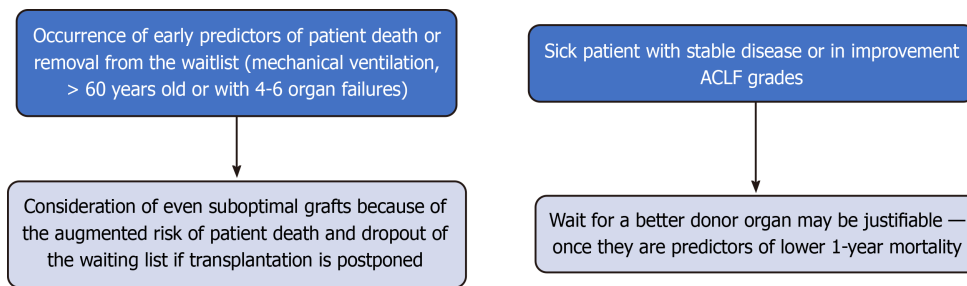 Occurrence of early predictors of patient death or
removal from the waitlist (mechanical ventilation,
> 60 years old or with 4-6 organ failures)
Consideration of even suboptimal grafts because of
the augmented risk of patient death and dropout of
the waiting list if transplantation is postponed
Sick patient with stable disease or in improvement
ACLF grades
Wait for a better donor organ may be justifiable —
once they are predictors of lower 1-year mortality